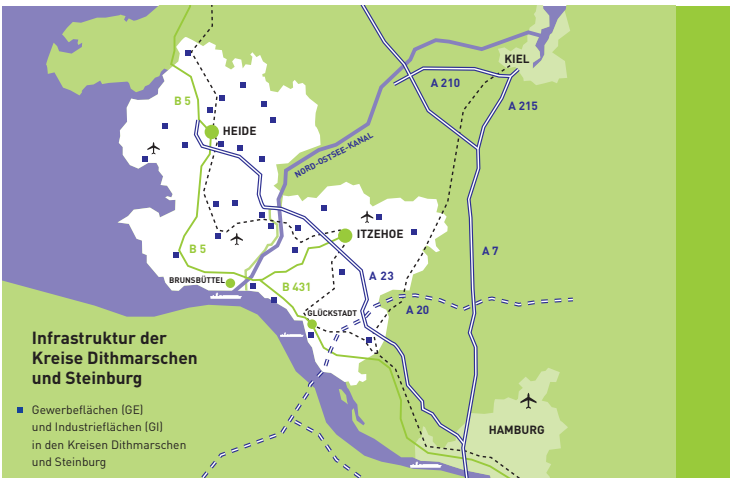 KIEL
A 210
B 5
A 215
HEIDE
NORD-OSTSEE-KANAL
ITZEHOE
B 5
A 7
A 23
BRUNSBÜTTEL
B 431
A 20
GLÜCKSTADT
Infrastruktur der
Kreise Dithmarschen
und Steinburg
Gewerbeflächen (GE)
und Industrieflächen (GI)
in den Kreisen Dithmarschen
und Steinburg
HAMBURG